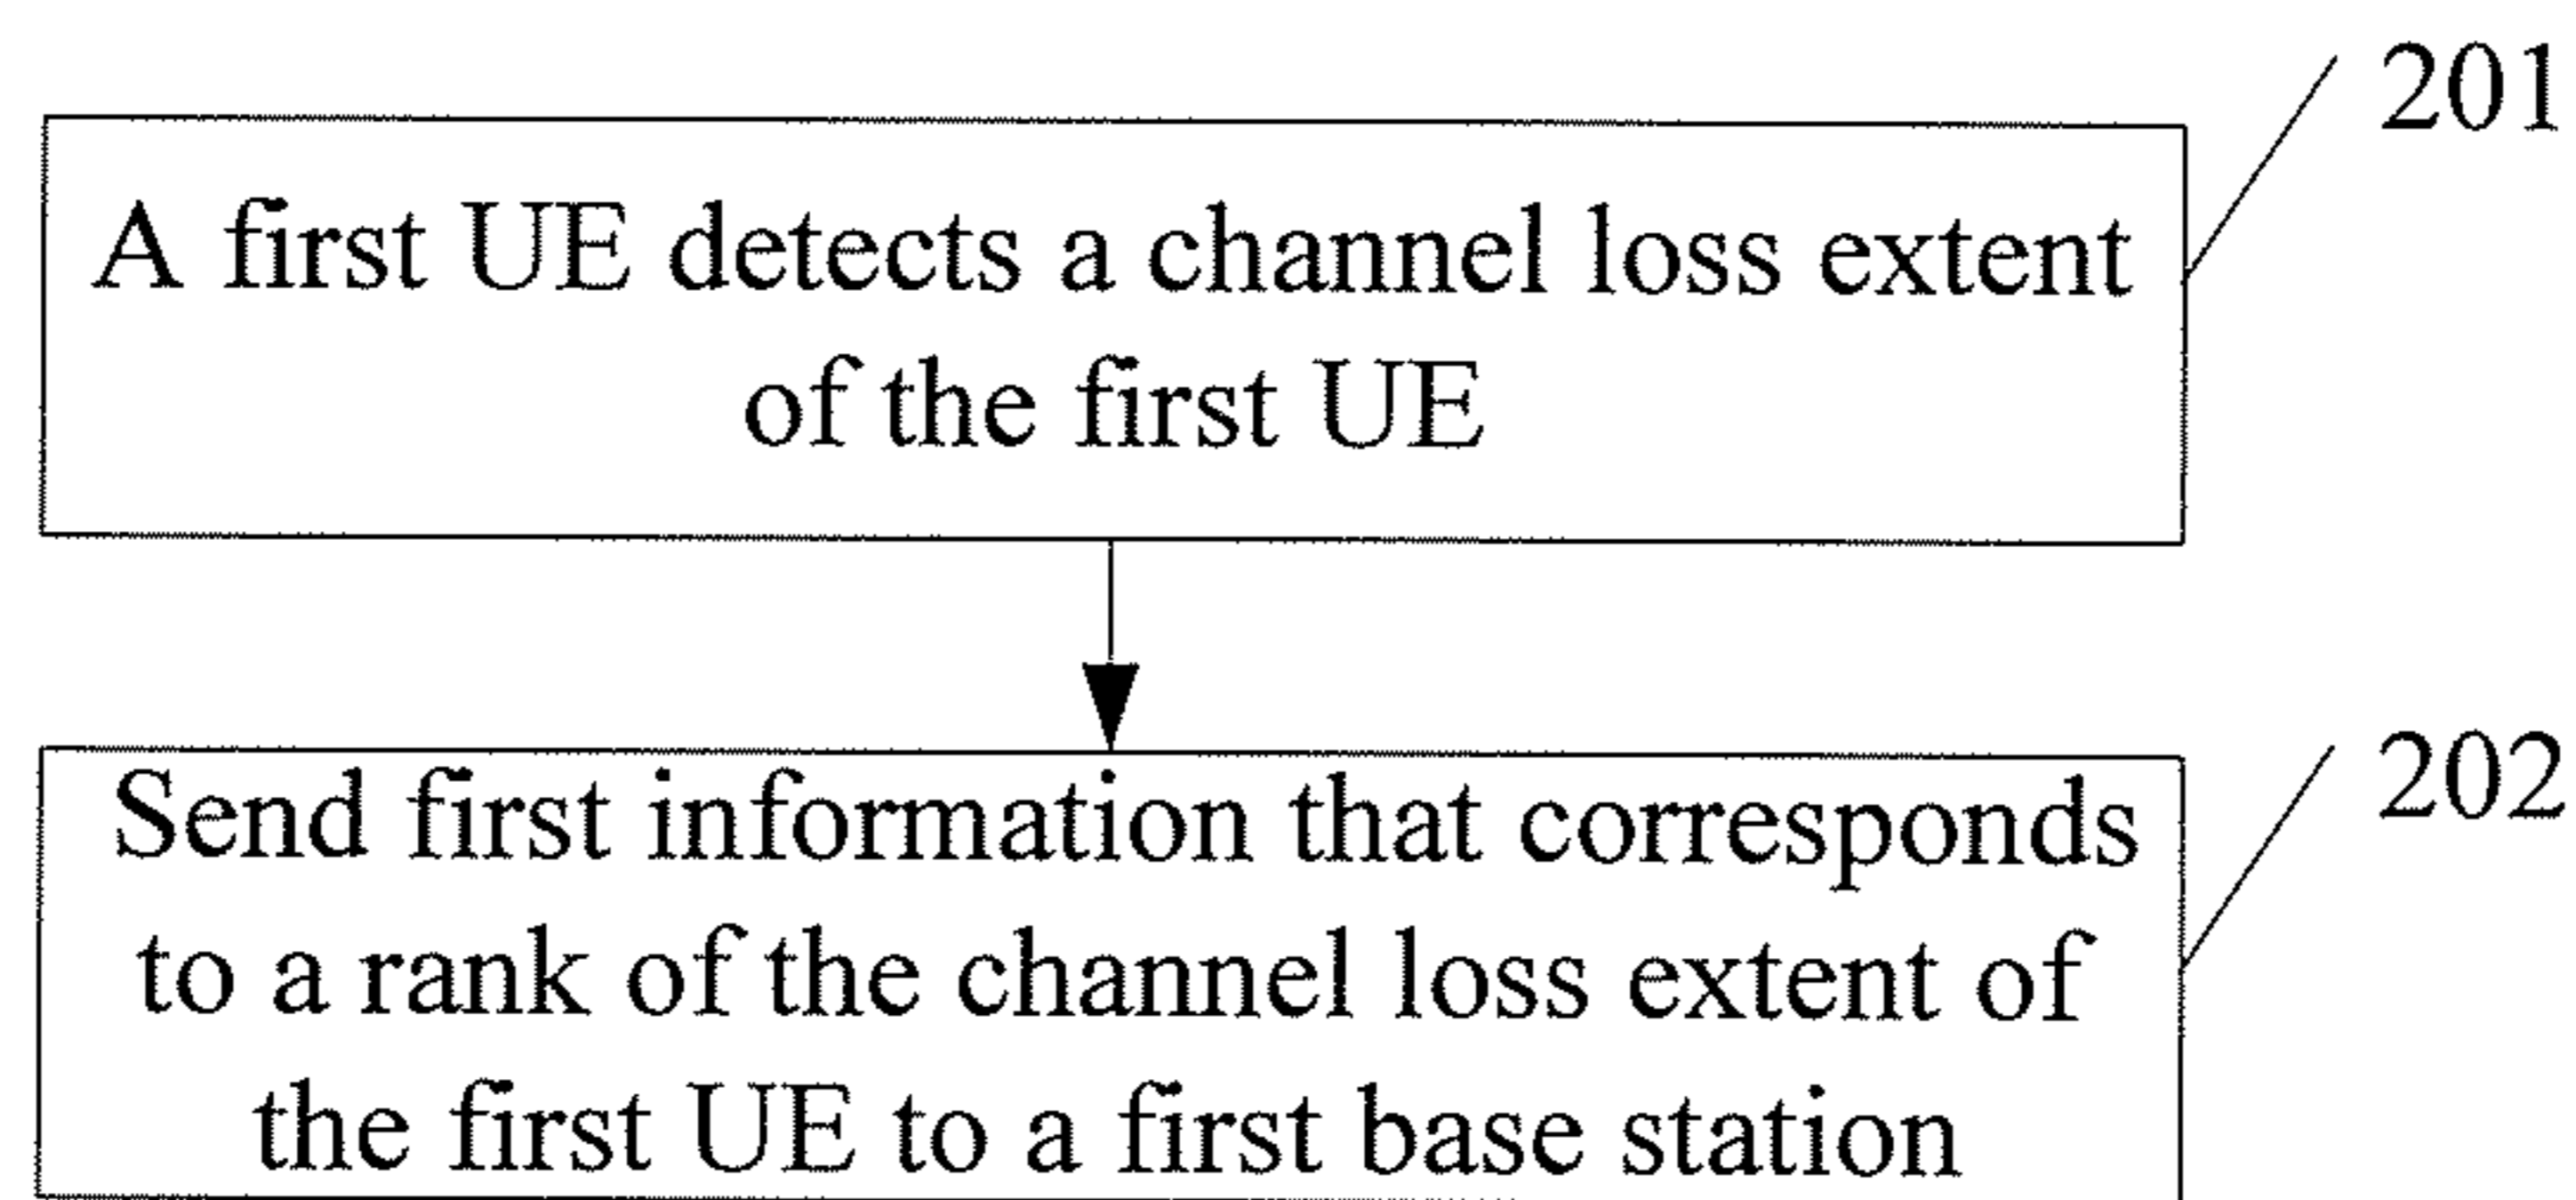 201
A first UE detects a channel loss extent
of the first UE
202
Send first information that corresponds
to a rank of the channel loss extent of
the first UE to a first base station